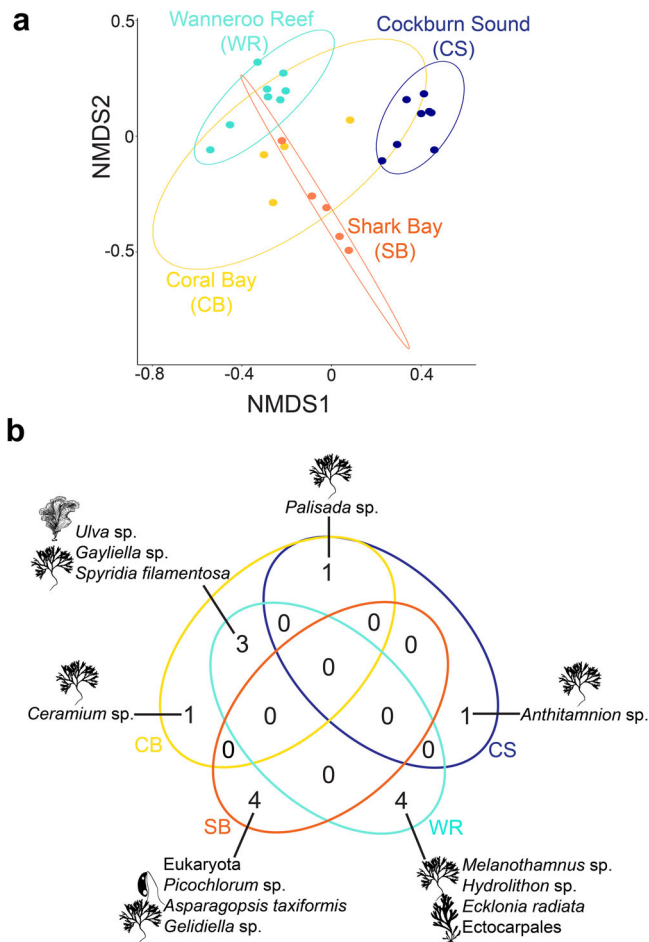 a
Wanneroo Reef
(WR)
Cockburn Sound
(CS)
Shark Bay
(SB)
Coral Bay
(CB)
0.5
0
-0.5
NMDS2
-0.8
-0.4
0
0.4
NMDS1
b
Palisada sp.
Ulva sp.
Gayliella sp.
Spyridia filamentosa
1
3
0
0
0
0
Ceramium sp.
1
0
0
1
Anthitamnion sp.
CB
0
0
0
CS
4
4
SB
WR
Eukaryota
Picochlorum sp.
Asparagopsis taxiformis
Gelidiella sp.
Melanothamnus sp.
Hydrolithon sp.
Ecklonia radiata
Ectocarpales